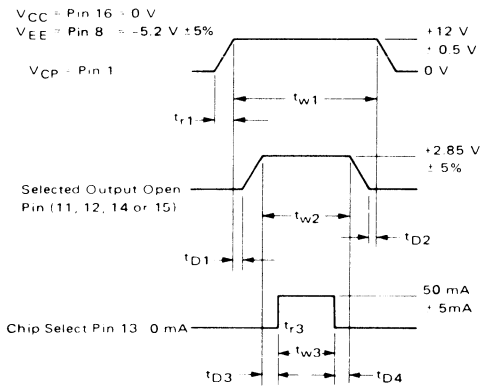 VCC = Pin 16 = 0 V
VEE = Pin 8 = -5.2 V ±5%
+12 V
± 0.5 V
VCP - Pin 1
0 V
tw1
tr1
+2.85 V
± 5%
Selected Output Open
Pin (11, 12, 14 or 15)
tw2
tD1
tD2
50 mA
± 5mA
Chip Select Pin 13 0 mA
tr3
tw3
tD3
tD4